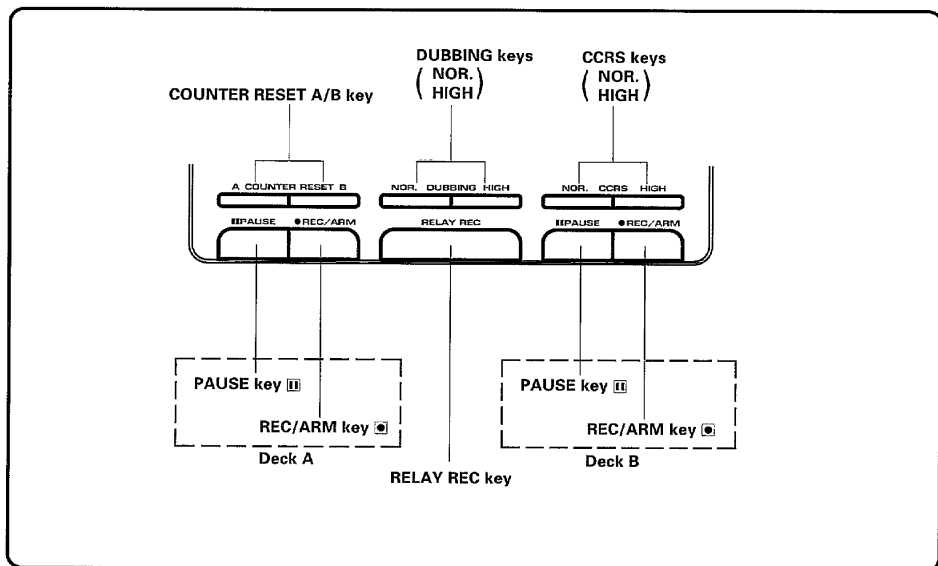 DUBBING keys
( NOR. HIGH )
CCRS keys
( NOR. HIGH )
COUNTER RESET A/B key
A COUNTER RESET B
NOR. DUBBING HIGH
NOR. CCRS HIGH
PAUSE
●REC/ARM
RELAY REC
PAUSE
●REC/ARM
PAUSE key
REC/ARM key
Deck A
PAUSE key
REC/ARM key
Deck B
RELAY REC key